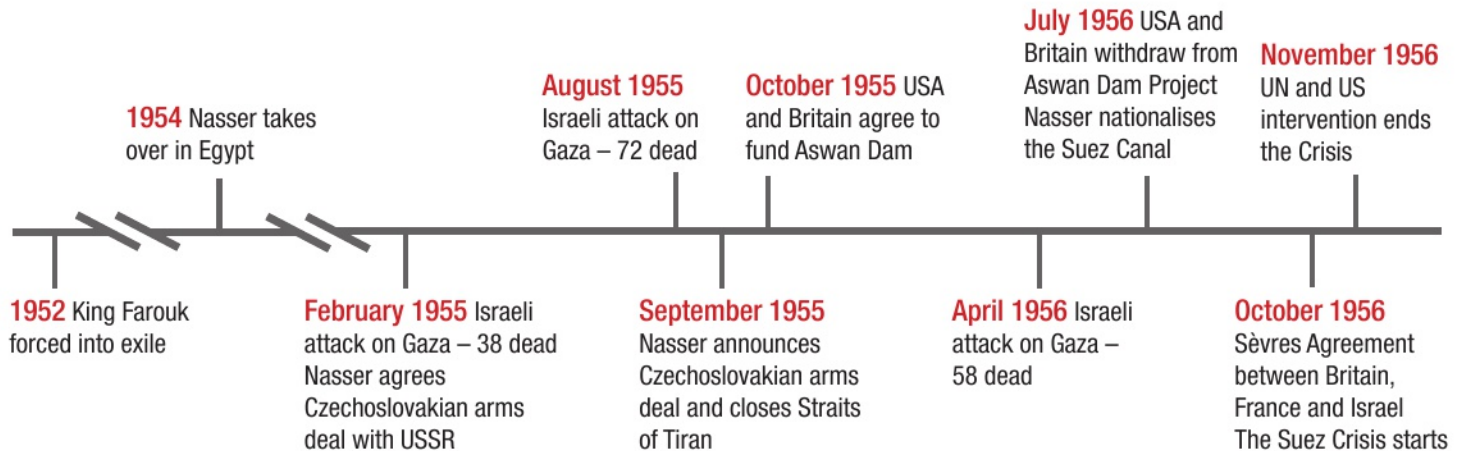 1952 King Farouk
forced into exile
1954 Nasser takes
over in Egypt
February 1955 Israeli
attack on Gaza – 38 dead
Nasser agrees
Czechoslovakian arms
deal with USSR
August 1955
Israeli attack on
Gaza – 72 dead
September 1955
Nasser announces
Czechoslovakian arms
deal and closes Straits
of Tiran
October 1955 USA
and Britain agree to
fund Aswan Dam
April 1956 Israeli
attack on Gaza –
58 dead
July 1956 USA and
Britain withdraw from
Aswan Dam Project
Nasser nationalises
the Suez Canal
October 1956
Sèvres Agreement
between Britain,
France and Israel
The Suez Crisis starts
November 1956
UN and US
intervention ends
the Crisis